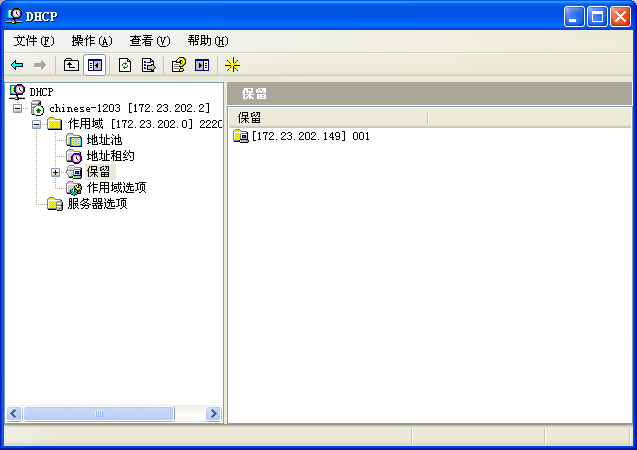 DHCP
文件(F) 操作(A) 查看(V) 帮助(H)
DHCP
chinese-1203 [172.23.202.2]
作用域 [172.23.202.0] 2220
地址池
地址租约
保留
作用域选项
服务器选项
保留
保留
[172.23.202.149] 001